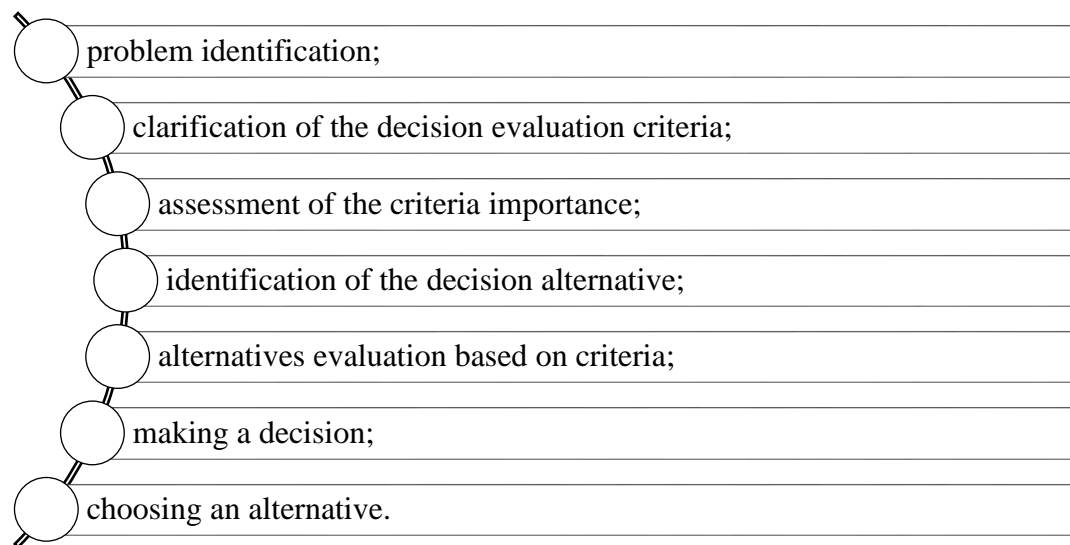 problem identification;
clarification of the decision evaluation criteria;
assessment of the criteria importance;
identification of the decision alternative;
alternatives evaluation based on criteria;
making a decision;
choosing an alternative.